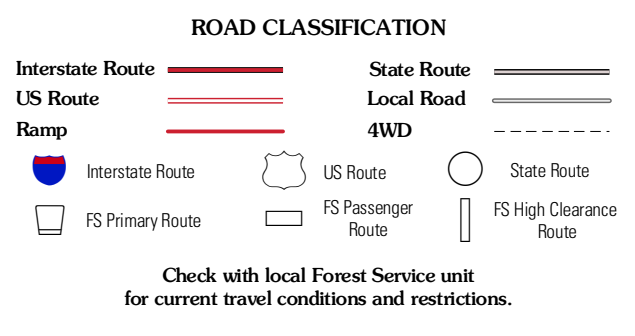 ROAD CLASSIFICATION
Interstate Route
State Route
US Route
Local Road
Ramp
4WD
Interstate Route
US Route
State Route
FS Primary Route
FS Passenger
Route
FS High Clearance
Route
Check with local Forest Service unit
for current travel conditions and restrictions.